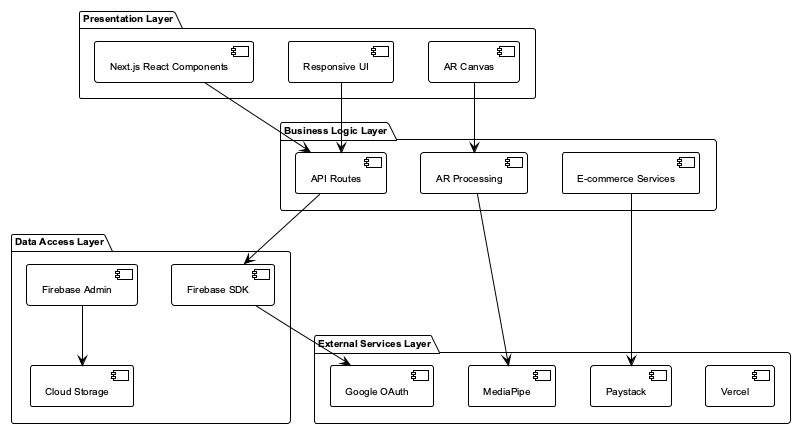 Presentation Layer
Next.js React Components
Responsive UI
AR Canvas
Business Logic Layer
API Routes
AR Processing
E-commerce Services
Data Access Layer
Firebase Admin
Firebase SDK
Cloud Storage
External Services Layer
Google OAuth
MediaPipe
Paystack
Vercel